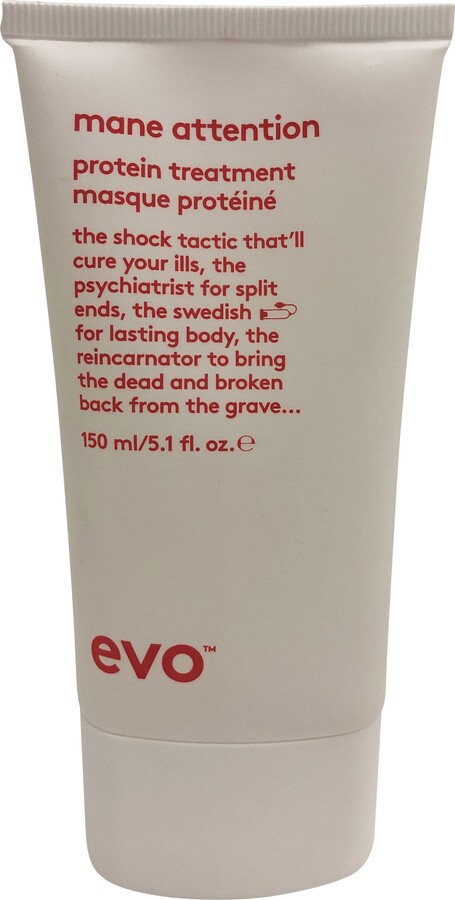 mane attention
protein treatment
masque protéiné
the shock tactic that'll
cure your ills, the
psychiatrist for split
ends, the swedish
for lasting body, the
reincarnator to bring
the dead and broken
back from the grave...
150 ml/5.1 fl. oz.℮
evo™